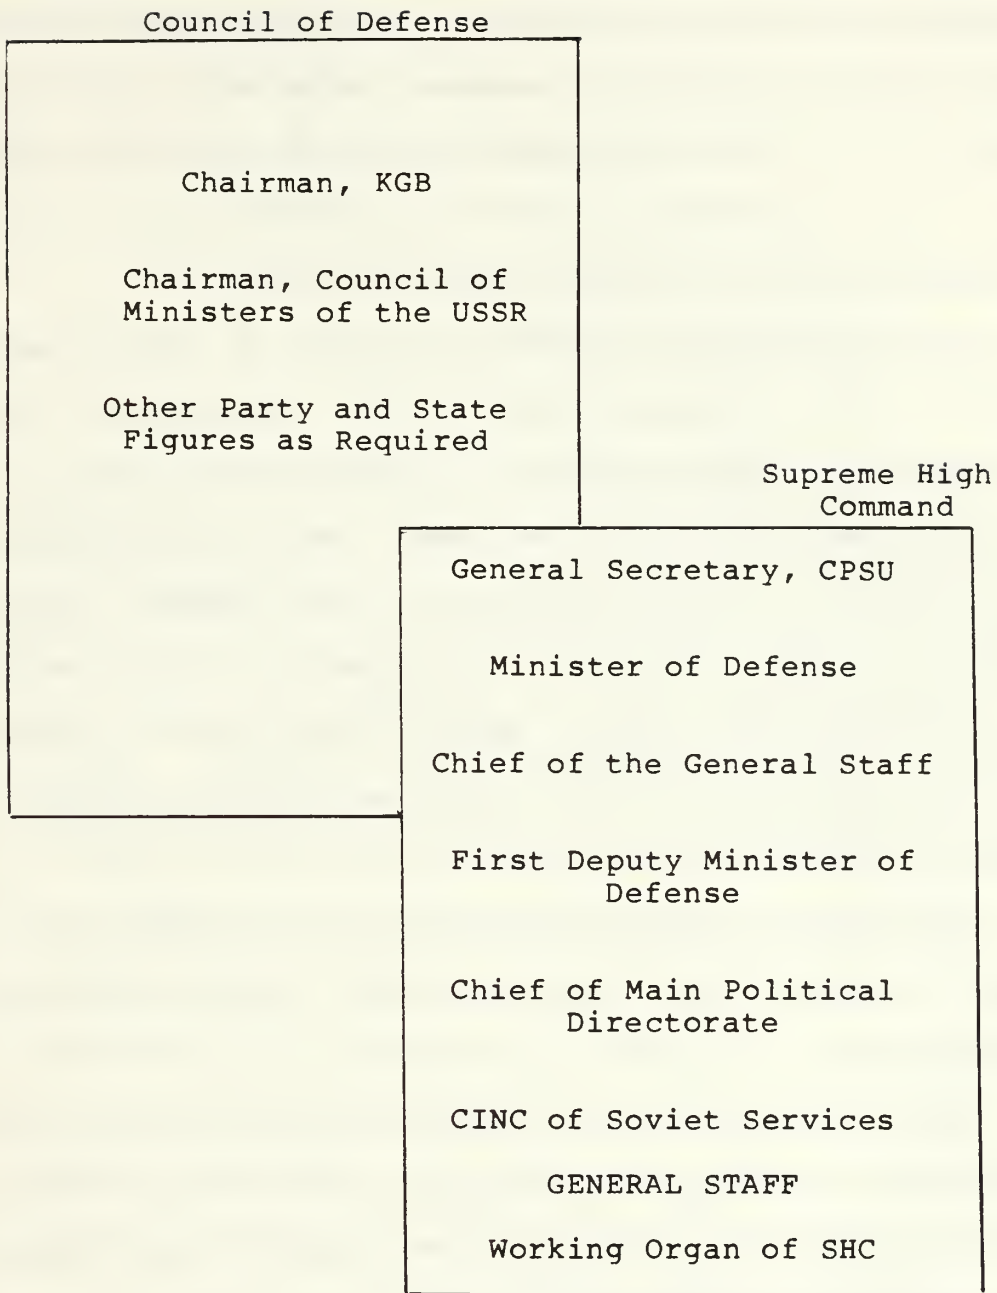 Council of Defense
Chairman, KGB
Chairman, Council of
Ministers of the USSR
Other Party and State
Figures as Required
Supreme High
Command
General Secretary, CPSU
Minister of Defense
Chief of the General Staff
First Deputy Minister of
Defense
Chief of Main Political
Directorate
CINC of Soviet Services
GENERAL STAFF
Working Organ of SHC